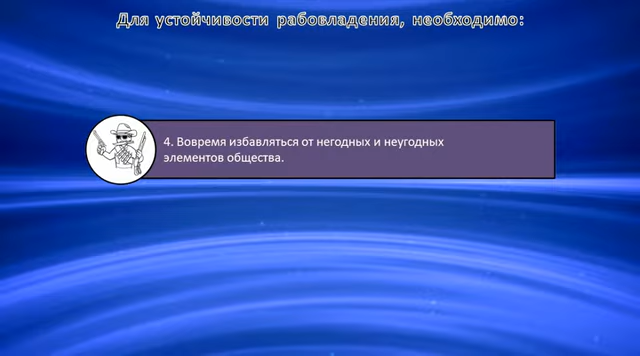 Для устойчивости рабовладения, необходимо:
4. Вовремя избавляться от негодных и неугодных
элементов общества.